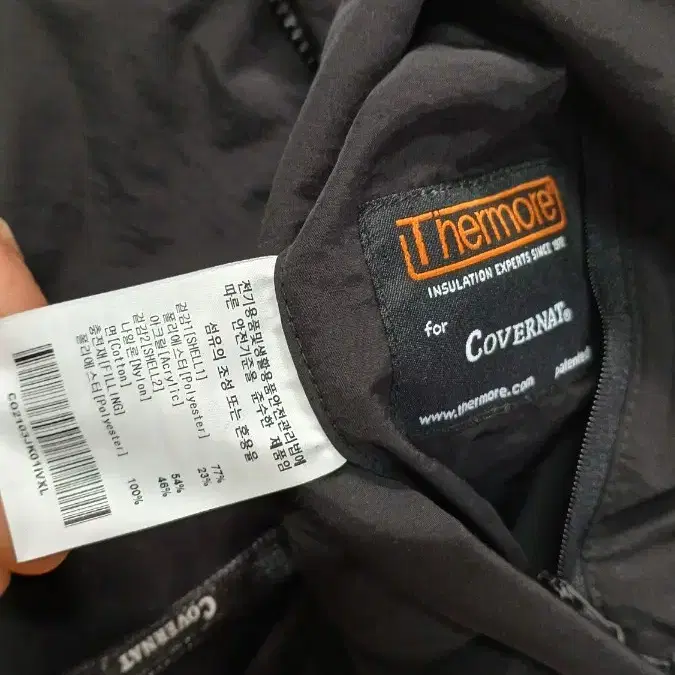 Thermore®
INSULATION EXPERTS SINCE 1972
for
COVERNAT®
www.thermore.com
patented
전기용품및생활용품안전관리법에
따른 안전기준을 준수한 제품임
섬유의 조성 또는 혼용율
겉감1[SHELL1]
폴리에스터[Polyester] 77%
아크릴[Acrylic] 23%
겉감2[SHELL2]
나일론[Nylon] 54%
면[Cotton] 46%
충전재[FILLING]
폴리에스터[Polyester] 100%
COVERNAT